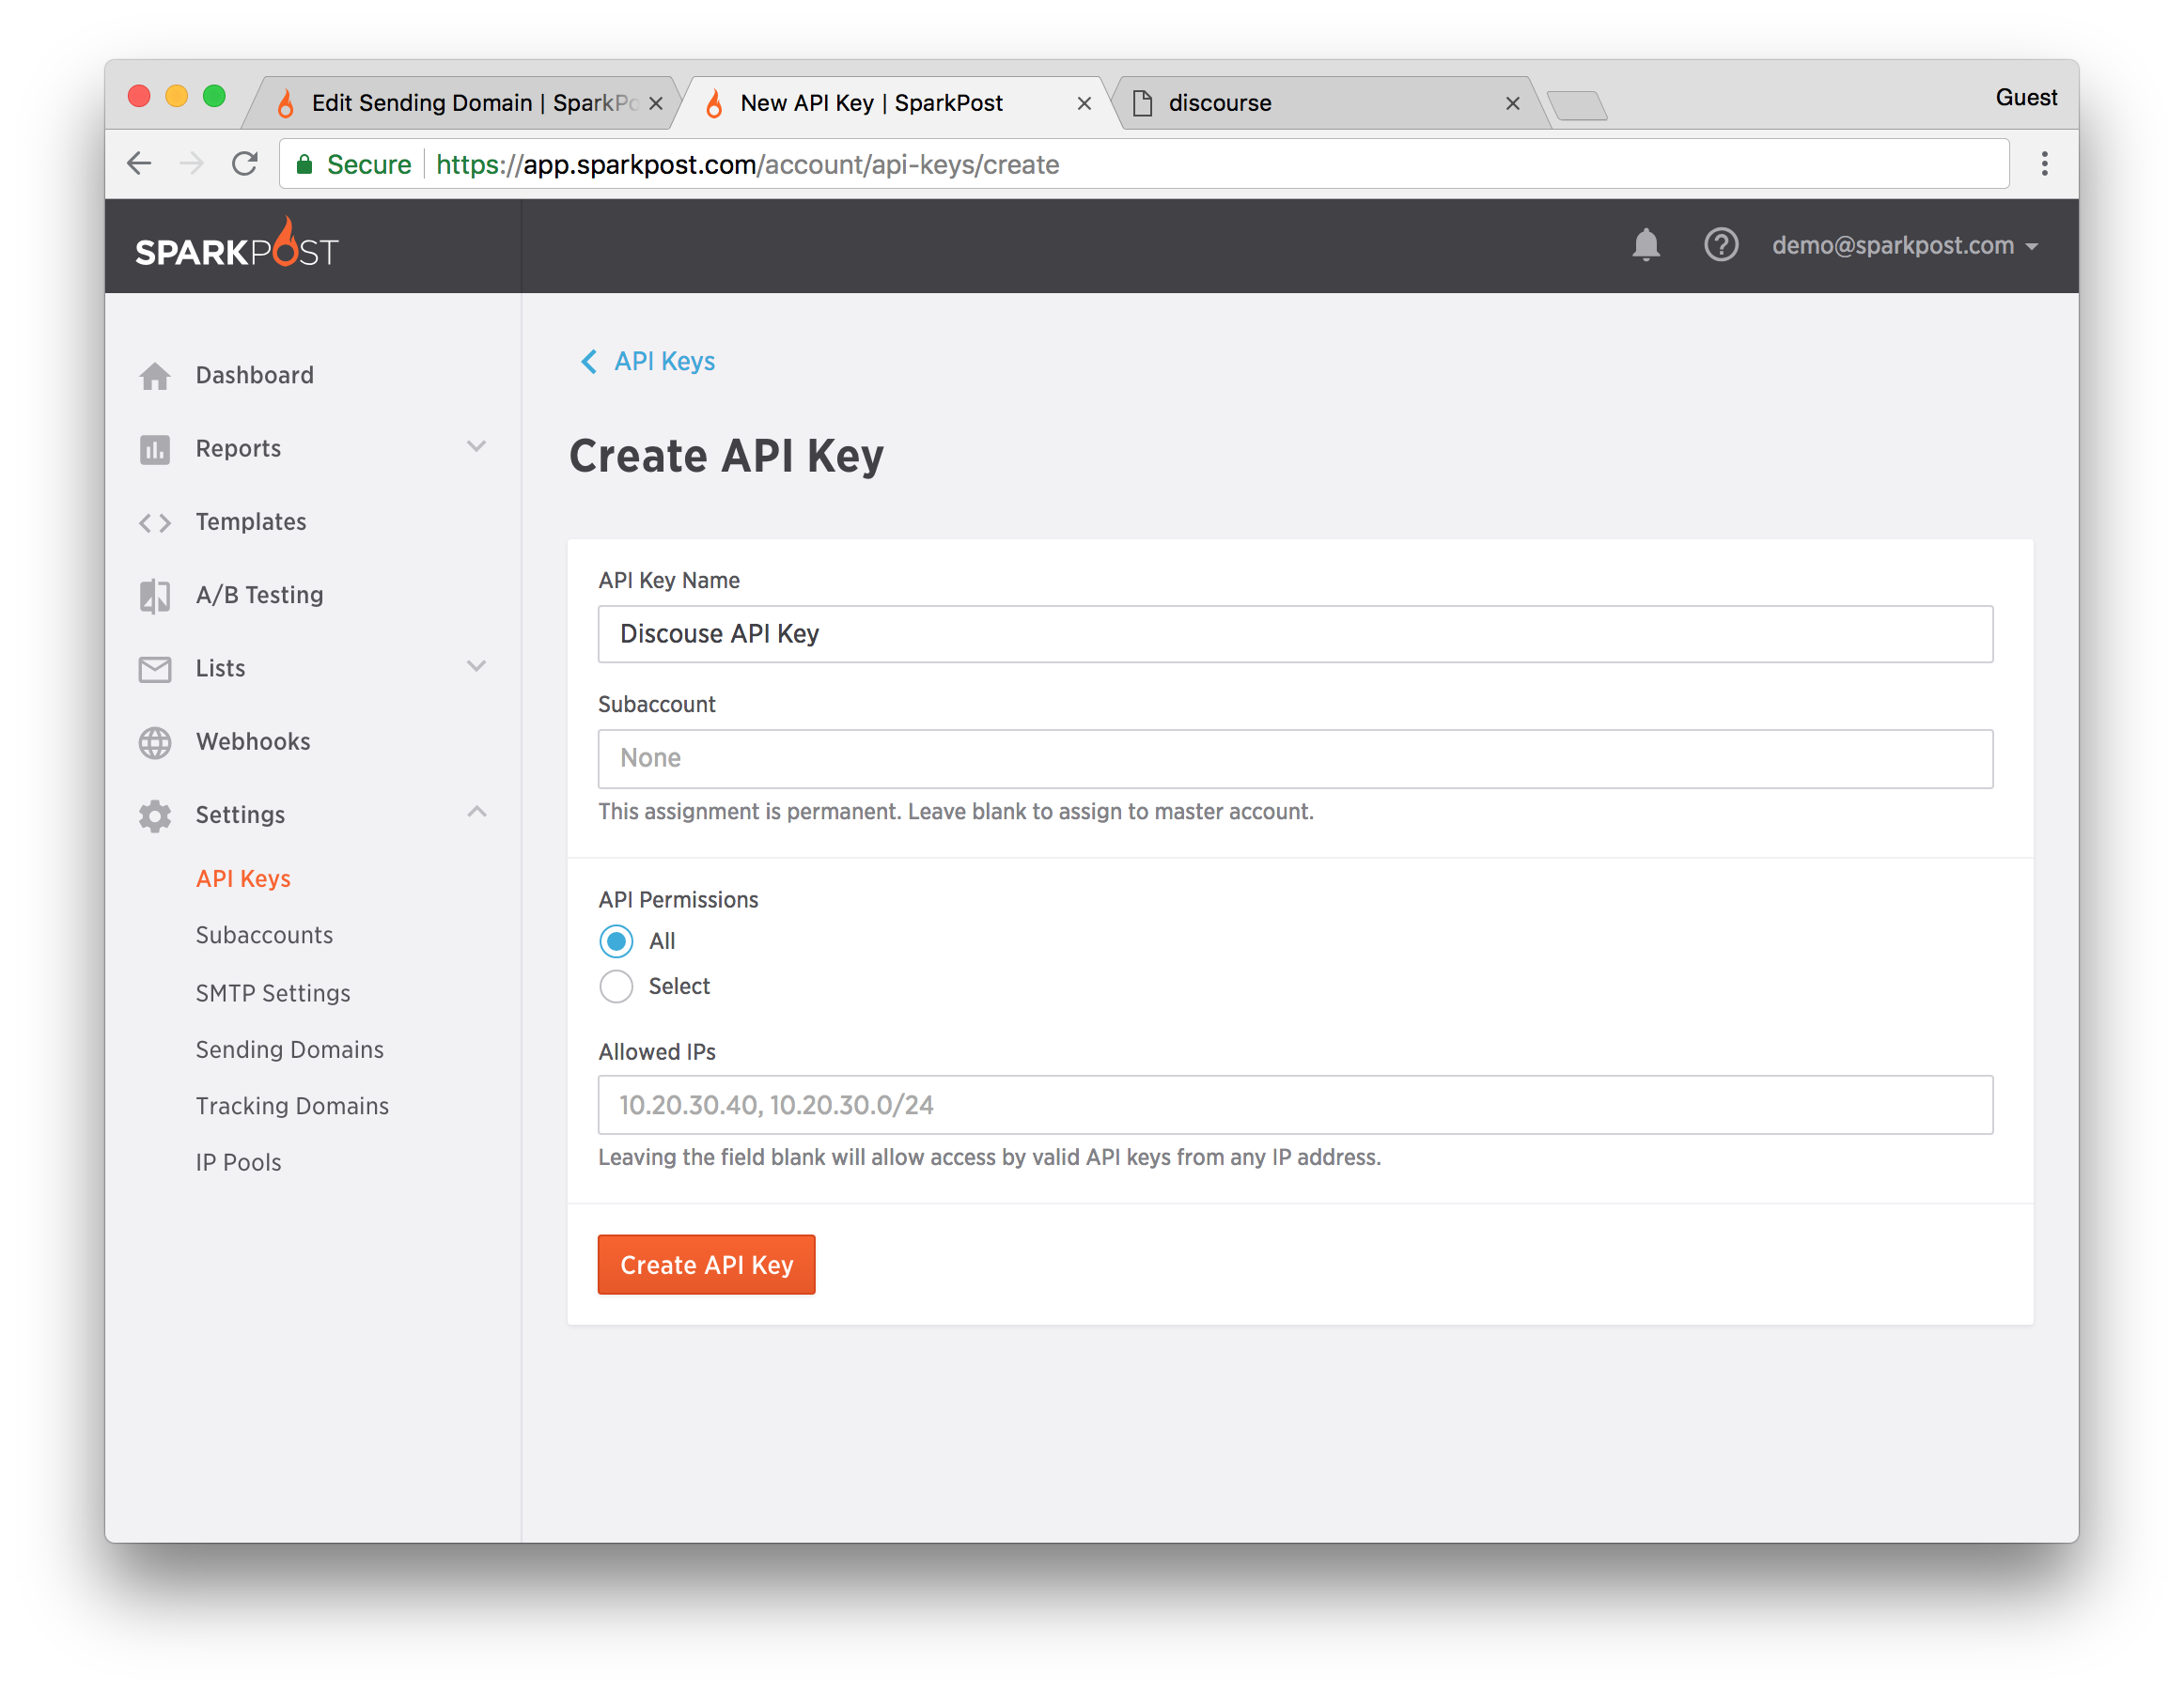 Edit Sending Domain | SparkPo
New API Key | SparkPost
discourse
Guest
Secure
https://app.sparkpost.com/account/api-keys/create
SPARKPOST
demo@sparkpost.com
Dashboard
Reports
Templates
A/B Testing
Lists
Webhooks
Settings
API Keys
Subaccounts
SMTP Settings
Sending Domains
Tracking Domains
IP Pools
API Keys
Create API Key
API Key Name
Discouse API Key
Subaccount
None
This assignment is permanent. Leave blank to assign to master account.
API Permissions
All
Select
Allowed IPs
10.20.30.40, 10.20.30.0/24
Leaving the field blank will allow access by valid API keys from any IP address.
Create API Key